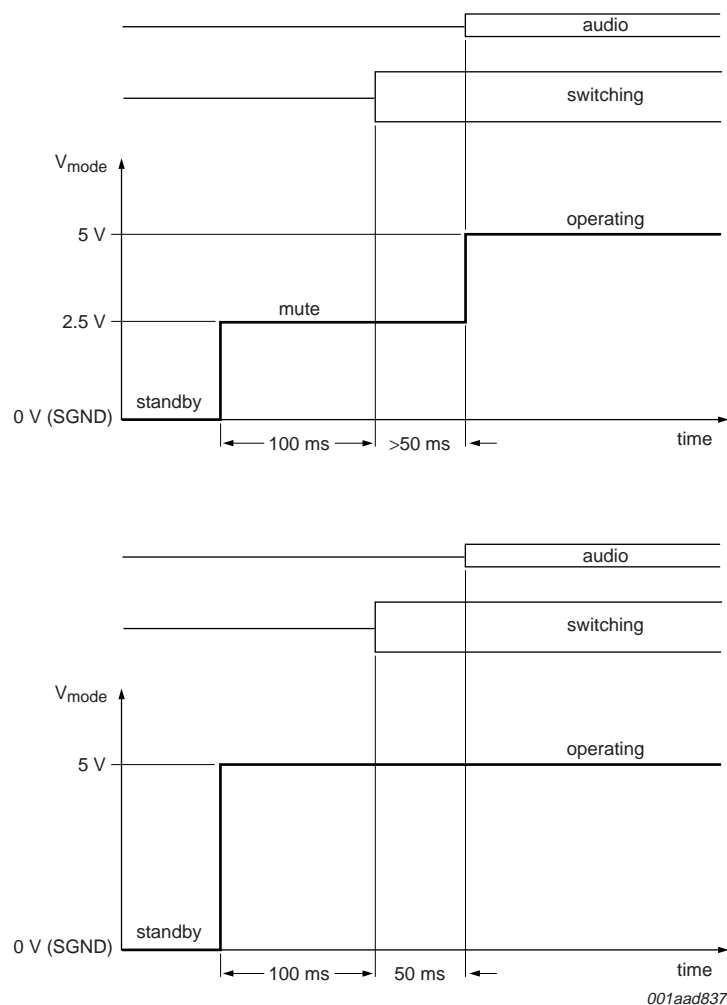 audio
switching
Vmode
5 V
operating
2.5 V
mute
standby
0 V (SGND)
time
100 ms
>50 ms
audio
switching
Vmode
5 V
operating
standby
0 V (SGND)
time
100 ms
50 ms
001aad837